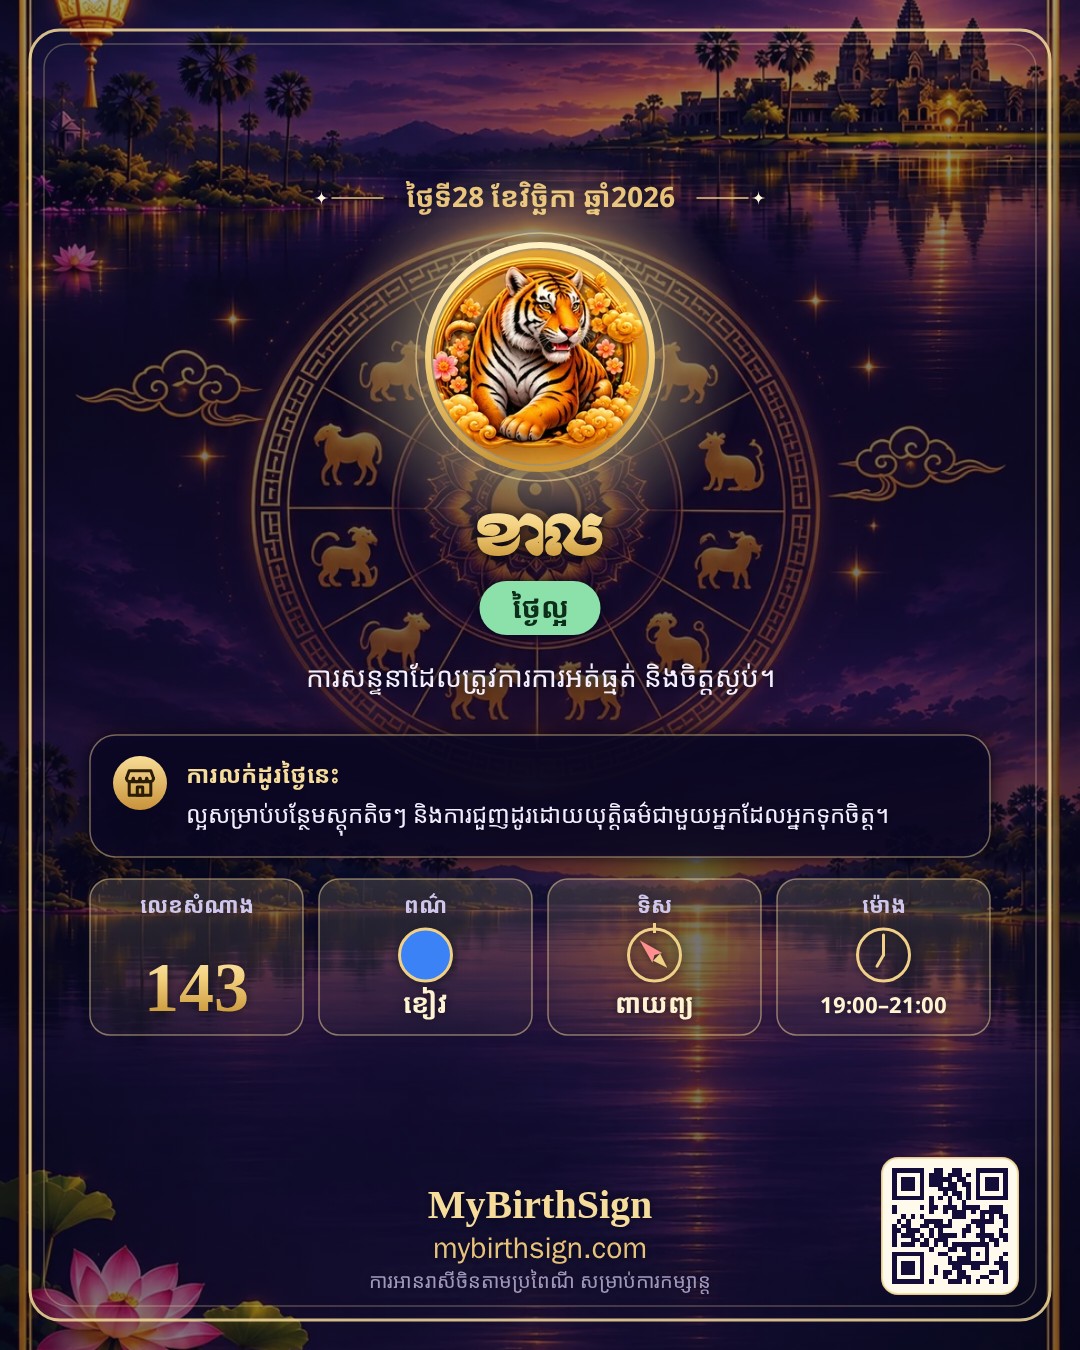 ថ្ងៃទី28 ខែវិច្ឆិកា ឆ្នាំ2026
ខាល
ថ្ងៃល្អ
ការសន្ទនាដែលត្រូវការការអត់ធ្មត់ និងចិត្តស្ងប់។
ការលក់ដូរថ្ងៃនេះ
ល្អសម្រាប់បន្ថែមស្តុកតិចៗ និងការជួញដូរដោយយុត្តិធម៌ជាមួយអ្នកដែលអ្នកទុកចិត្ត។
លេខសំណាង
143
ពណ៌
ខៀវ
ទិស
ពាយព្យ
ម៉ោង
19:00–21:00
MyBirthSign
mybirthsign.com
ការអានរាសីចិនតាមប្រពៃណី សម្រាប់ការកម្សាន្ត